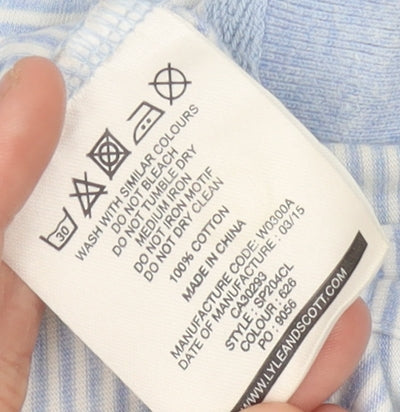 30
WASH WITH SIMILAR COLOURS
DO NOT BLEACH
DO NOT TUMBLE DRY
MEDIUM IRON
DO NOT IRON MOTIF
DO NOT DRY CLEAN
100% COTTON
MADE IN CHINA
MANUFACTURE CODE: W0300A
DATE OF MANUFACTURE : 03/15
CA30293
STYLE : SP204CL
COLOUR : 626
PO : 9056
WWW.LYLEANDSCOTT.COM